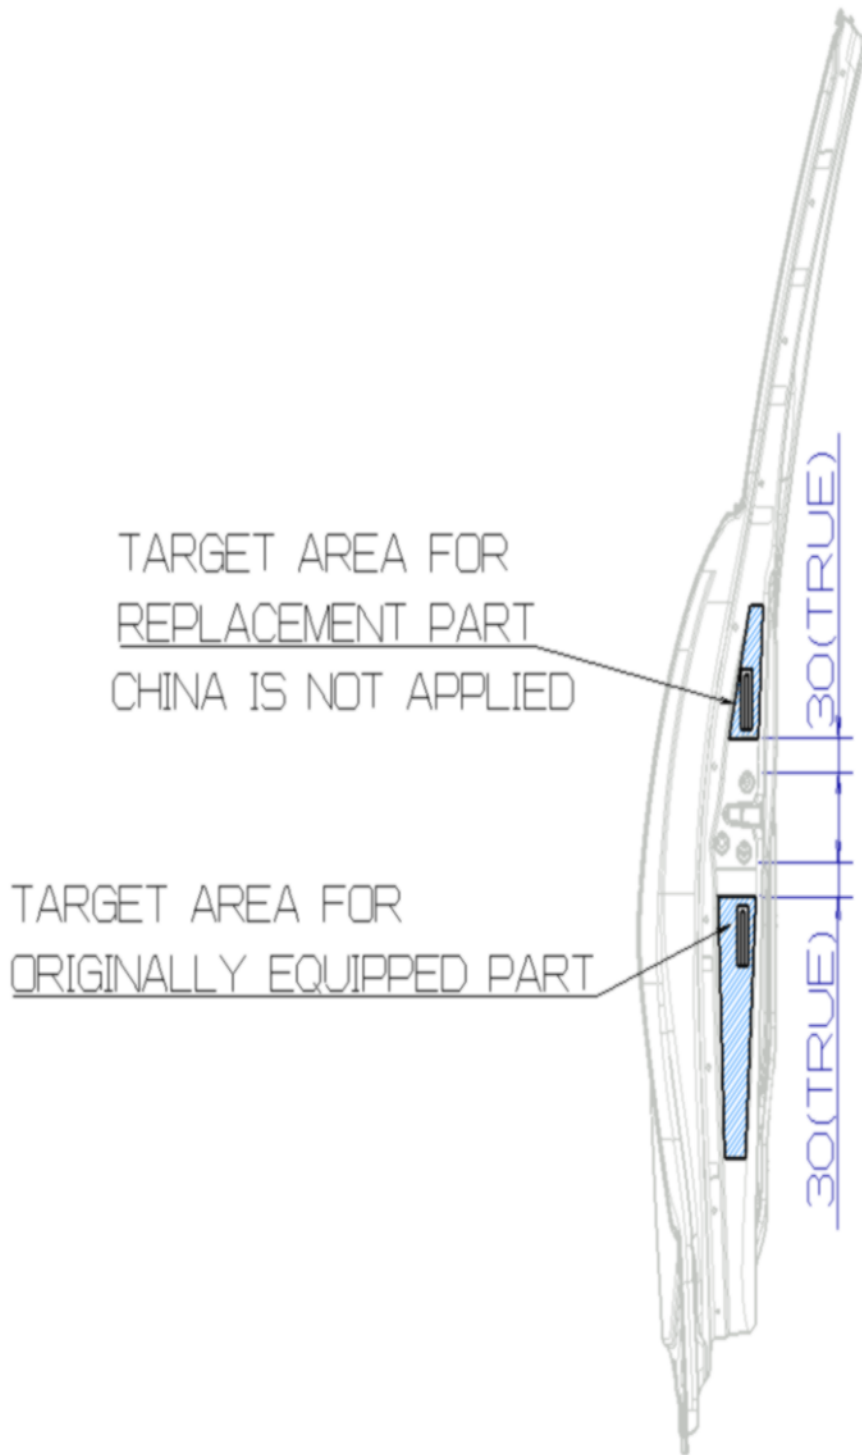 TARGET AREA FOR
REPLACEMENT PART
CHINA IS NOT APPLIED
30(TRUE)
TARGET AREA FOR
ORIGINALLY EQUIPPED PART
30(TRUE)